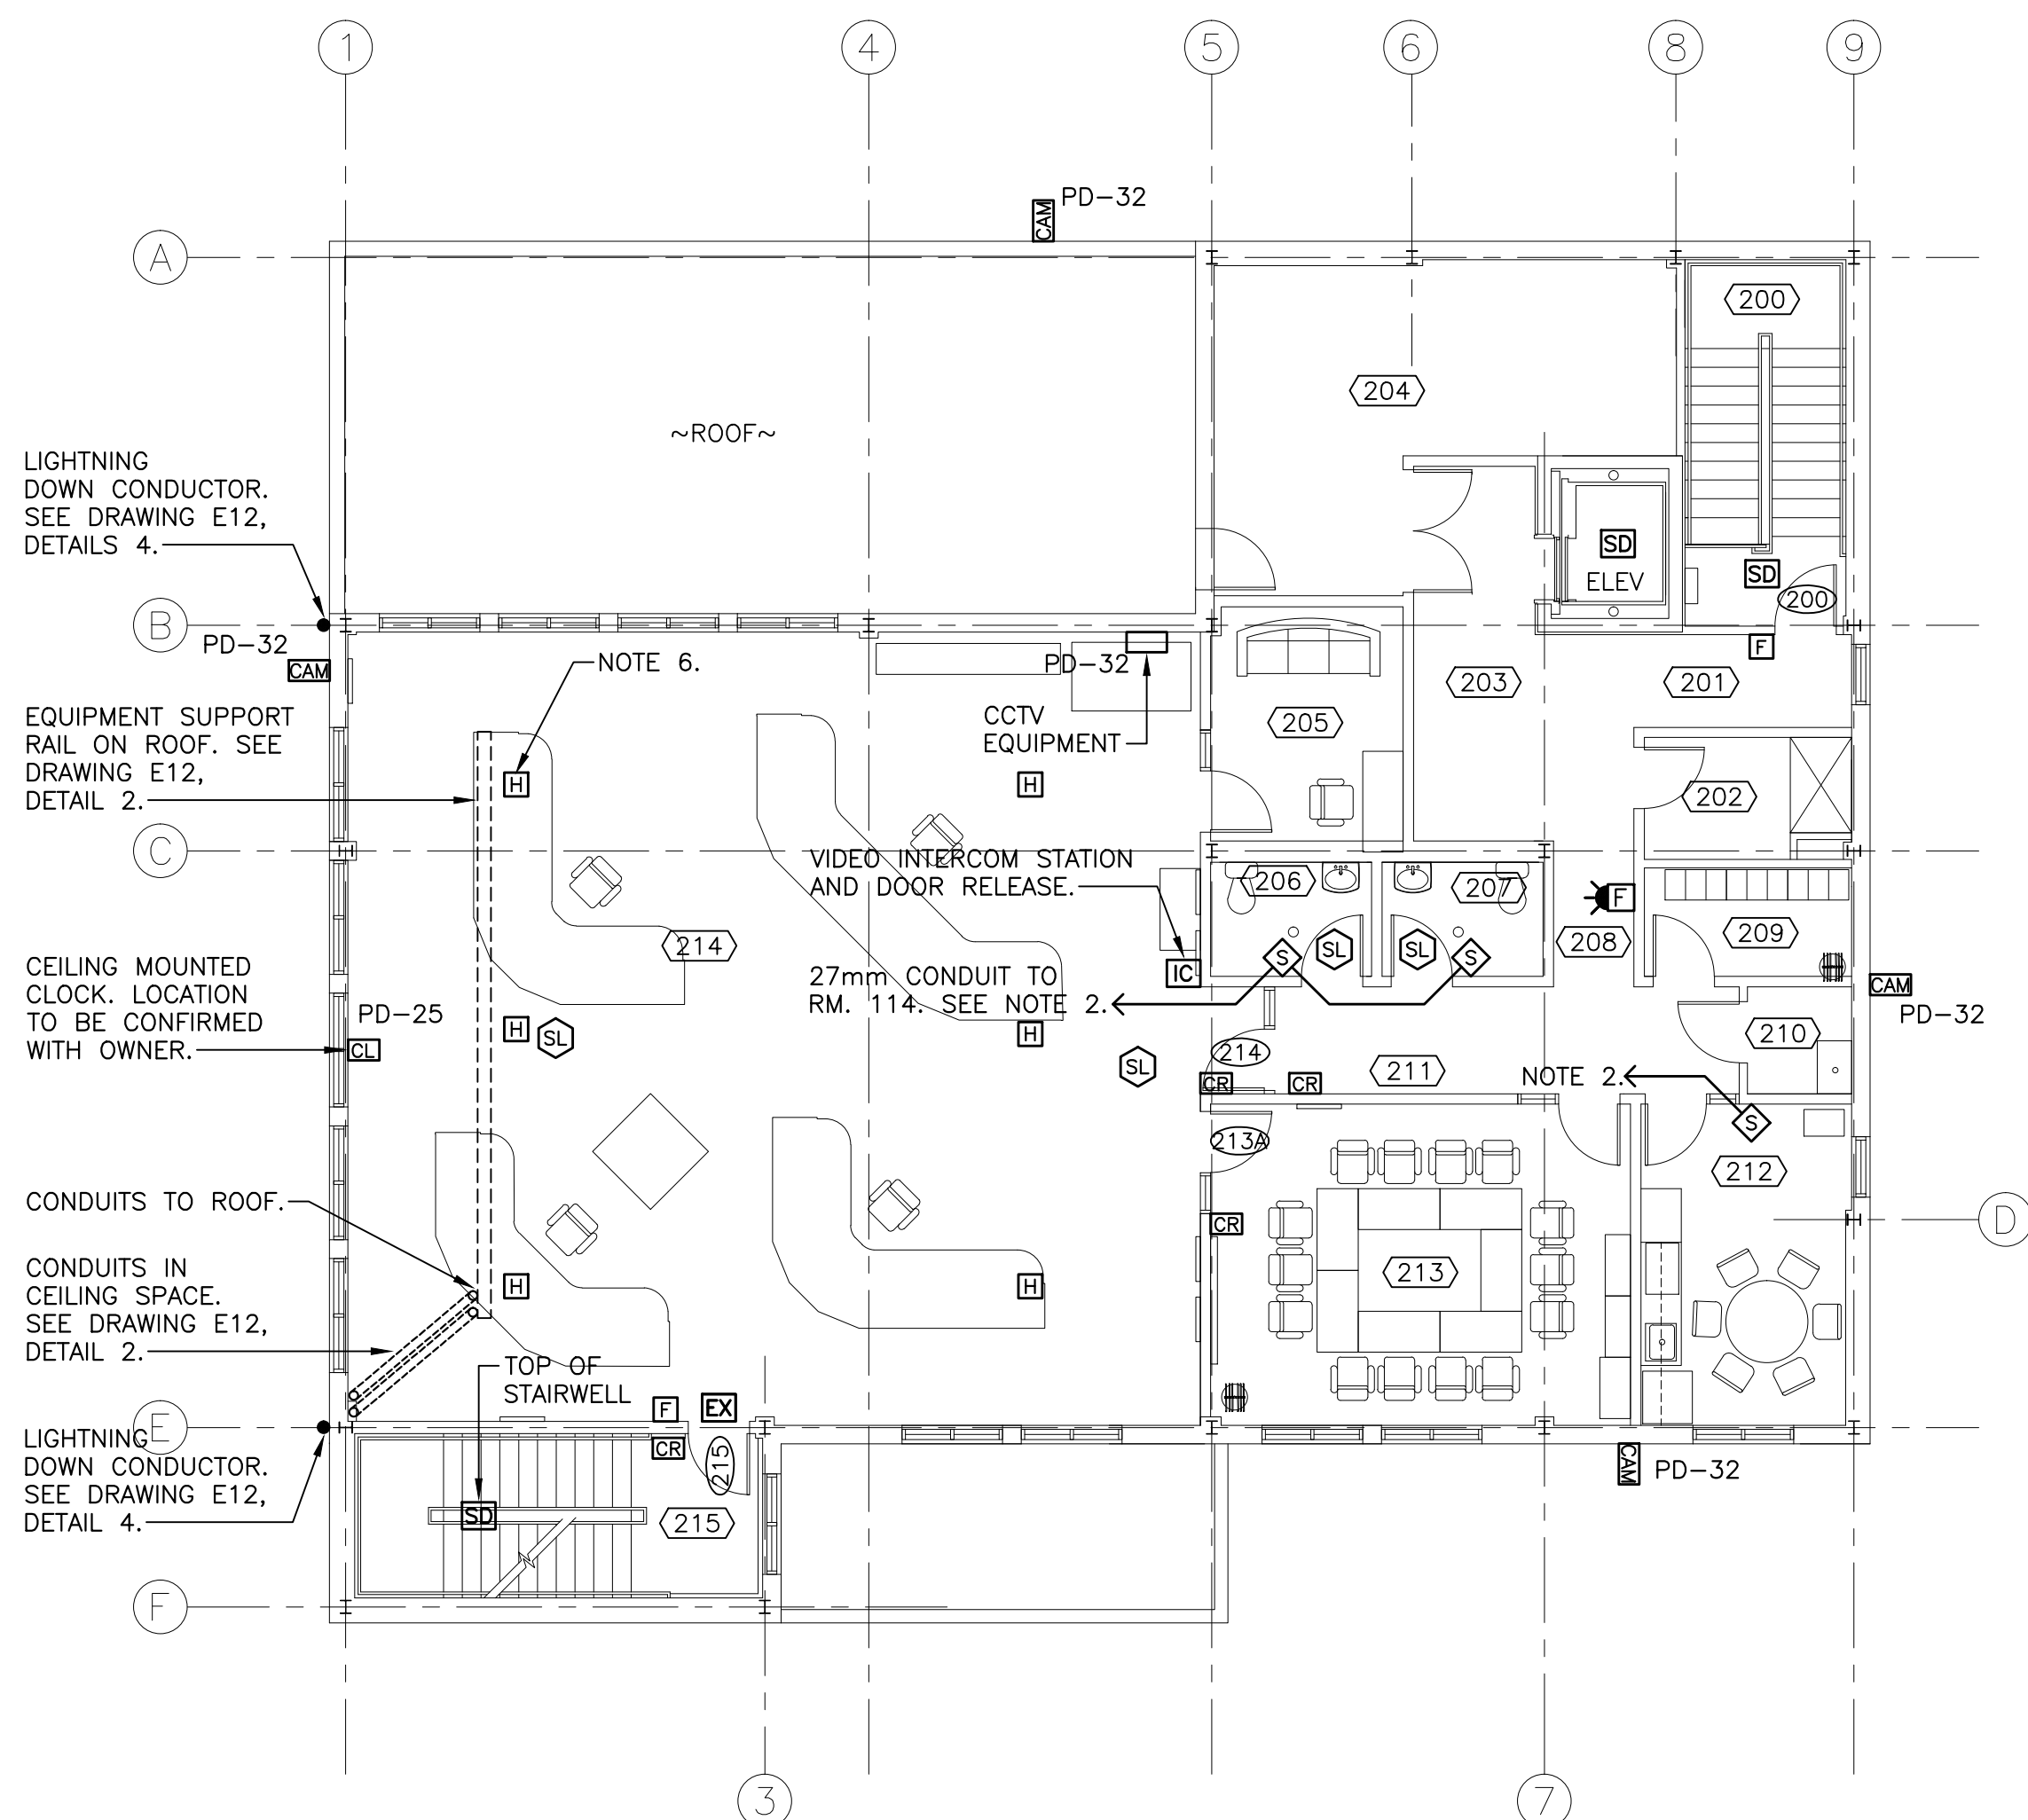 1
4
5
6
8
9
PD-32
CAM
A
200
204
~ROOF~
LIGHTNING
DOWN CONDUCTOR.
SEE DRAWING E12,
DETAILS 4.
SD
ELEV
SD
200
B
PD-32
CAM
F
NOTE 6.
PD-32
CCTV
EQUIPMENT
203
201
205
EQUIPMENT SUPPORT
RAIL ON ROOF. SEE
DRAWING E12,
DETAIL 2.
H
H
202
C
VIDEO INTERCOM STATION
AND DOOR RELEASE.
206
207
F
214
208
209
SL
SL
S
S
IC
27mm CONDUIT TO
RM. 114. SEE NOTE 2.
CEILING MOUNTED
CLOCK. LOCATION
TO BE CONFIRMED
WITH OWNER.
PD-25
CL
H
SL
H
SL
CAM
PD-32
210
214
CR
CR
211
NOTE 2.
S
213A
212
CONDUITS TO ROOF.
CR
D
CONDUITS IN
CEILING SPACE.
SEE DRAWING E12,
DETAIL 2.
H
H
213
TOP OF
STAIRWELL
F
EX
E
CR
215
LIGHTNING
DOWN CONDUCTOR.
SEE DRAWING E12,
DETAIL 4.
CAM
PD-32
SD
215
F
3
7